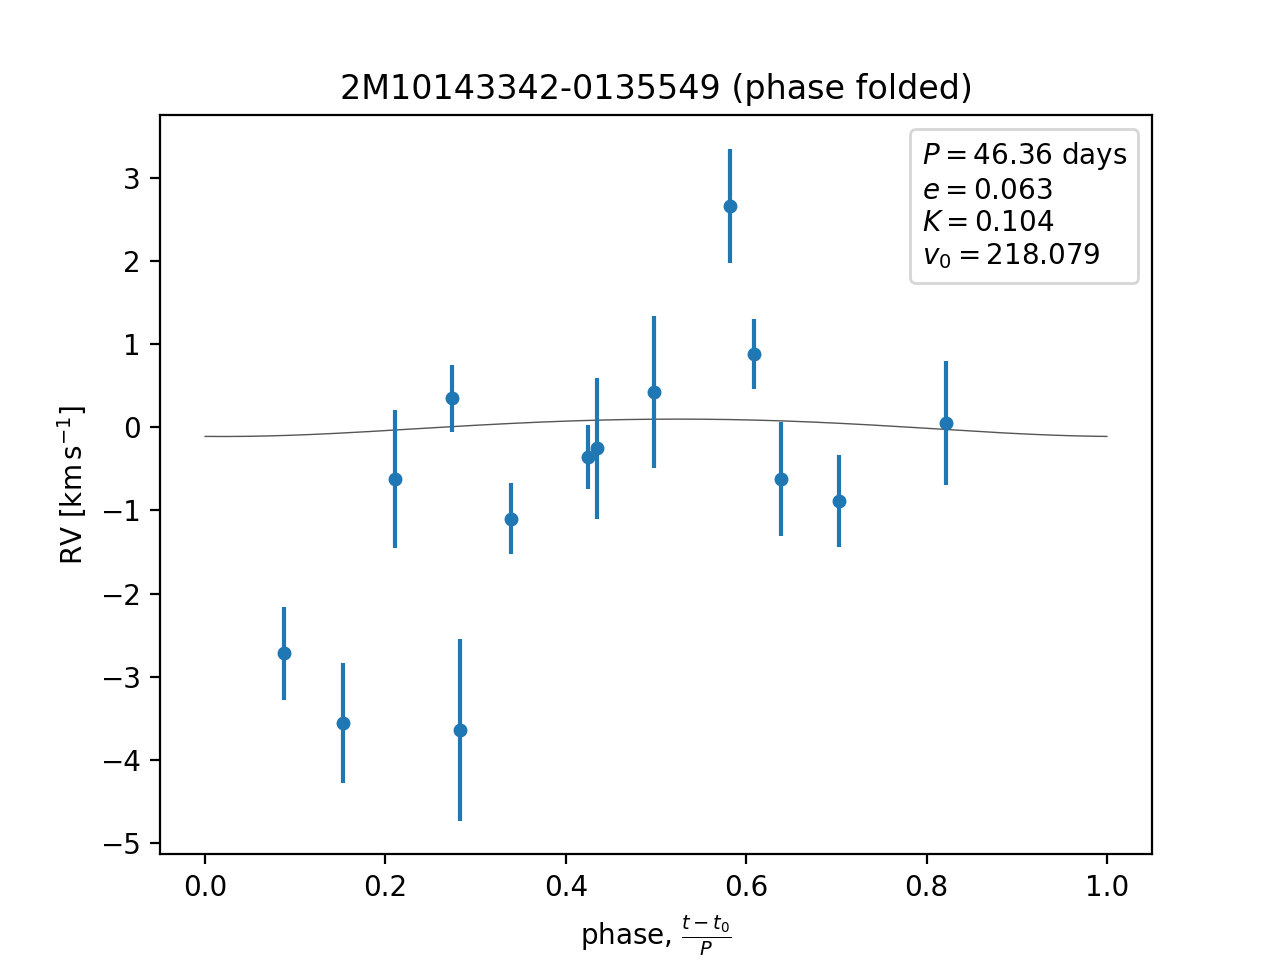 2M10143342-0135549 (phase folded)
P = 46.36 days
e = 0.063
K = 0.104
v₀ = 218.079
3
2
1
0
−1
−2
−3
−4
−5
RV [km s⁻¹]
0.0 0.2 0.4 0.6 0.8 1.0
phase, (t − t₀)/P